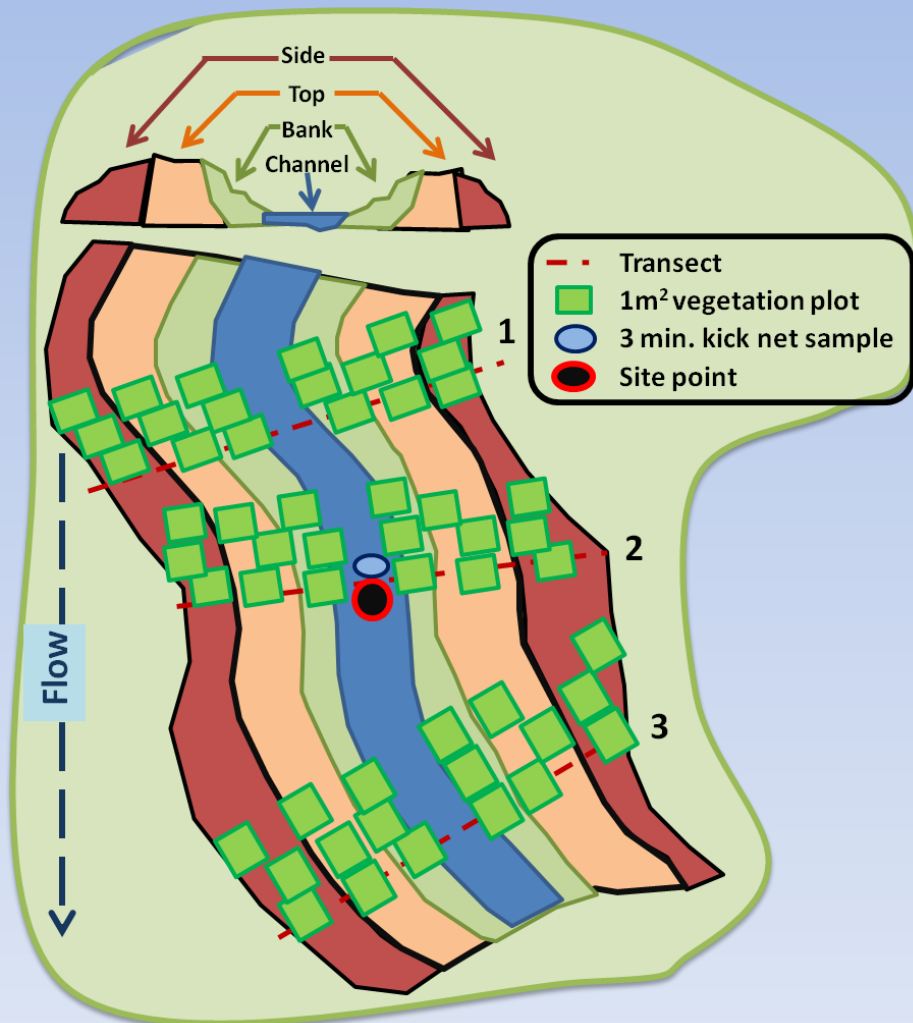 Side
Top
Bank
Channel
Transect
1m² vegetation plot
3 min. kick net sample
Site point
1
2
3
Flow